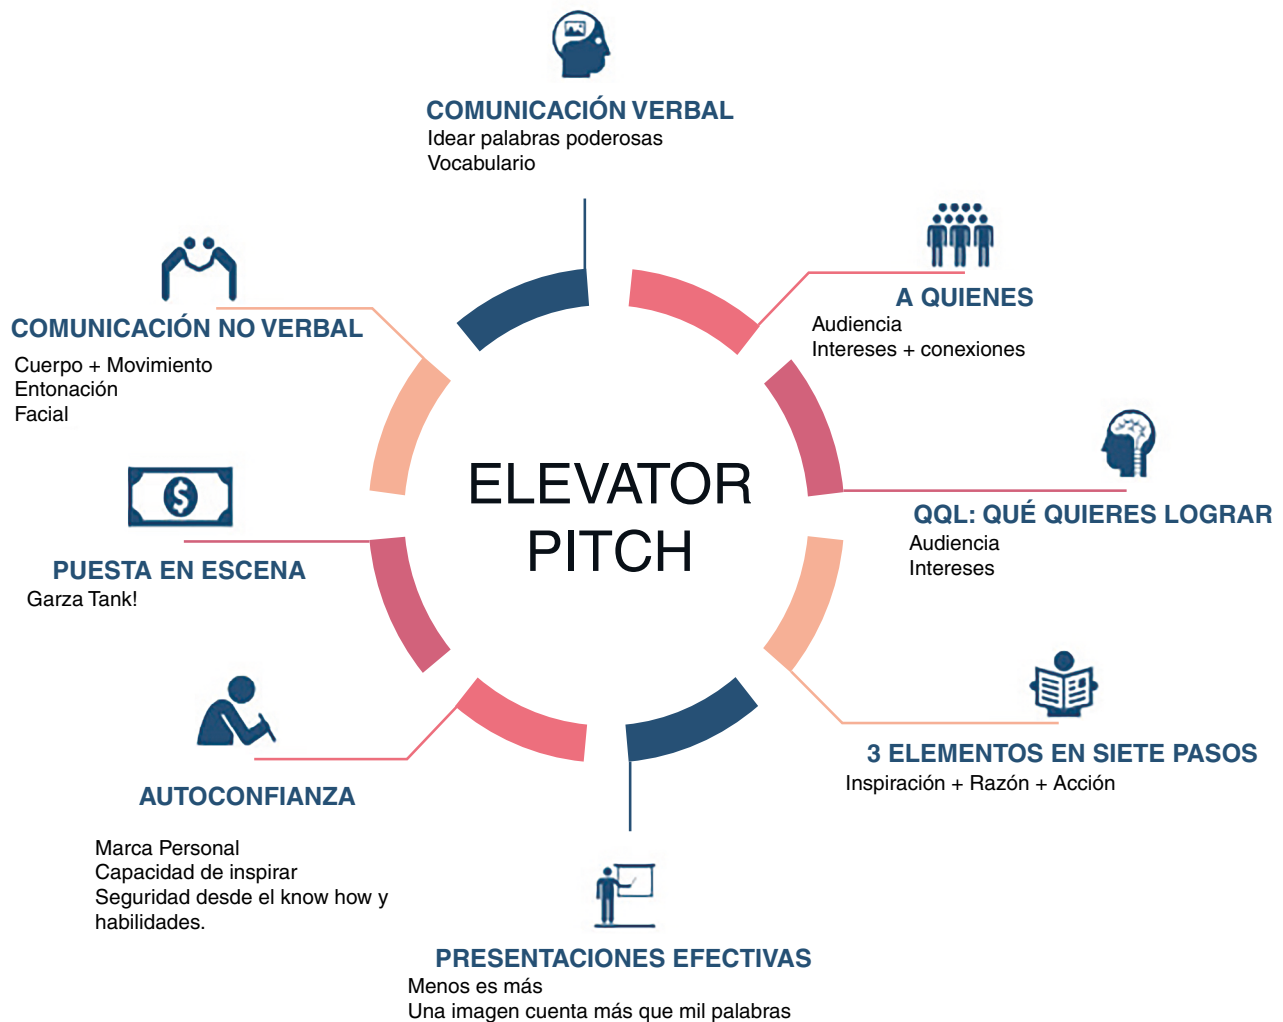 COMUNICACIÓN VERBAL
Idear palabras poderosas
Vocabulario
A QUIENES
Audiencia
Intereses + conexiones
QQL: QUÉ QUIERES LOGRAR
Audiencia
Intereses
3 ELEMENTOS EN SIETE PASOS
Inspiración + Razón + Acción
PRESENTACIONES EFECTIVAS
Menos es más
Una imagen cuenta más que mil palabras
AUTOCONFIANZA
Marca Personal
Capacidad de inspirar
Seguridad desde el know how y
habilidades.
PUESTA EN ESCENA
Garza Tank!
COMUNICACIÓN NO VERBAL
Cuerpo + Movimiento
Entonación
Facial
ELEVATOR
PITCH
$